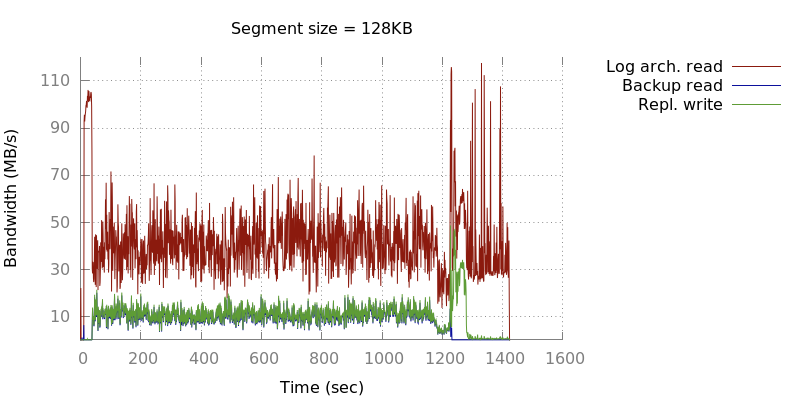 Segment size = 128KB
Log arch. read
Backup read
Repl. write
Bandwidth (MB/s)
110
90
70
50
30
10
0 200 400 600 800 1000 1200 1400 1600
Time (sec)